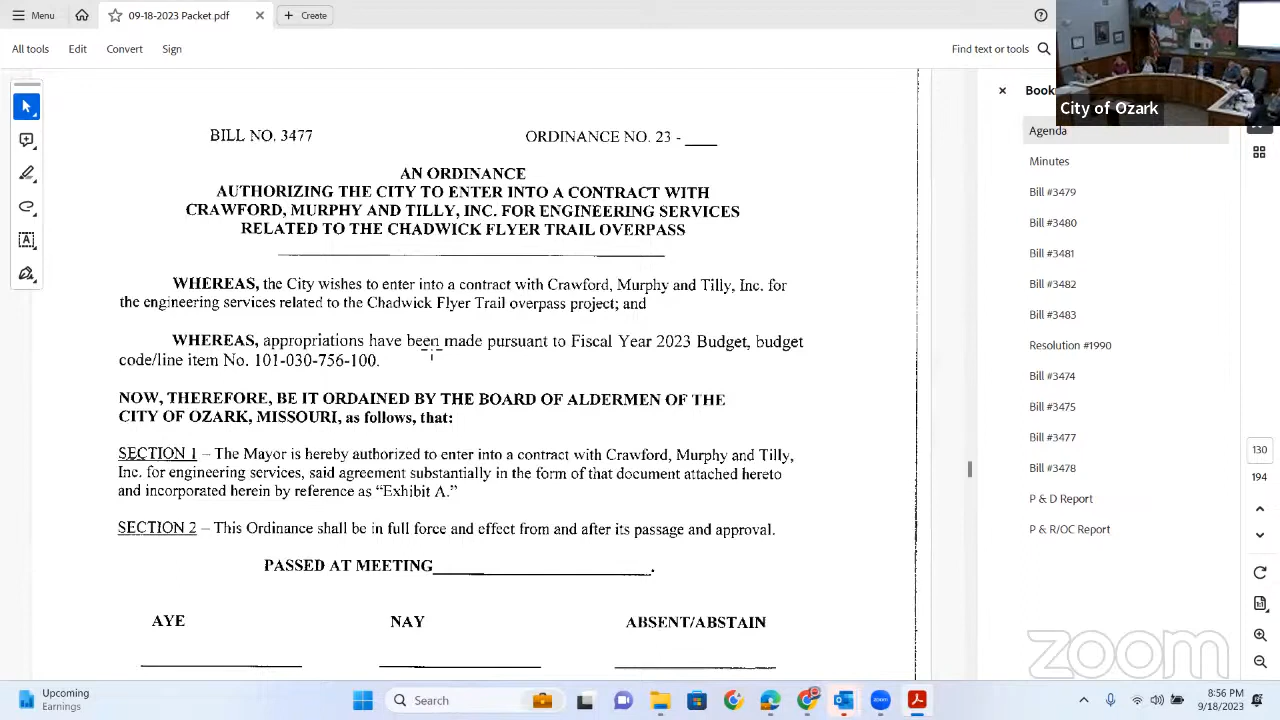 Menu
09-18-2023 Packet.pdf
Create
All tools Edit Convert Sign
Find text or tools
City of Ozark
BILL NO. 3477 ORDINANCE NO. 23 - ____
AN ORDINANCE
AUTHORIZING THE CITY TO ENTER INTO A CONTRACT WITH
CRAWFORD, MURPHY AND TILLY, INC. FOR ENGINEERING SERVICES
RELATED TO THE CHADWICK FLYER TRAIL OVERPASS
WHEREAS, the City wishes to enter into a contract with Crawford, Murphy and Tilly, Inc. for
the engineering services related to the Chadwick Flyer Trail overpass project; and
WHEREAS, appropriations have been made pursuant to Fiscal Year 2023 Budget, budget
code/line item No. 101-030-756-100.
NOW, THEREFORE, BE IT ORDAINED BY THE BOARD OF ALDERMEN OF THE
CITY OF OZARK, MISSOURI, as follows, that:
SECTION 1 – The Mayor is hereby authorized to enter into a contract with Crawford, Murphy and Tilly,
Inc. for engineering services, said agreement substantially in the form of that document attached hereto
and incorporated herein by reference as “Exhibit A.”
SECTION 2 – This Ordinance shall be in full force and effect from and after its passage and approval.
PASSED AT MEETING____________________.
AYE NAY ABSENT/ABSTAIN
Agenda
Minutes
Bill #3479
Bill #3480
Bill #3481
Bill #3482
Bill #3483
Resolution #1990
Bill #3474
Bill #3475
Bill #3477
Bill #3478
P & D Report
P & R/OC Report
130
194
zoom
Upcoming
Earnings
Search
8:56 PM
9/18/2023